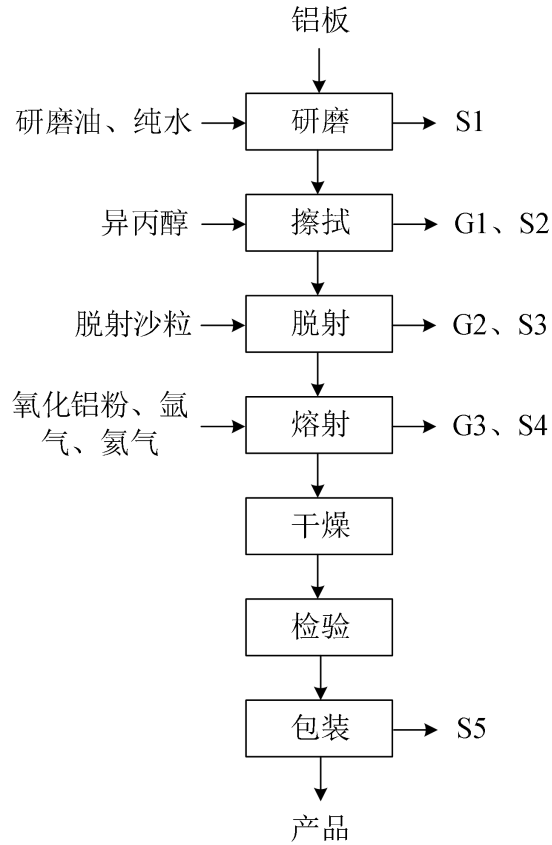 铝板
研磨油、纯水
研磨
S1
异丙醇
擦拭
G1、S2
脱射沙粒
脱射
G2、S3
氧化铝粉、氩
气、氦气
熔射
G3、S4
干燥
检验
包装
S5
产品